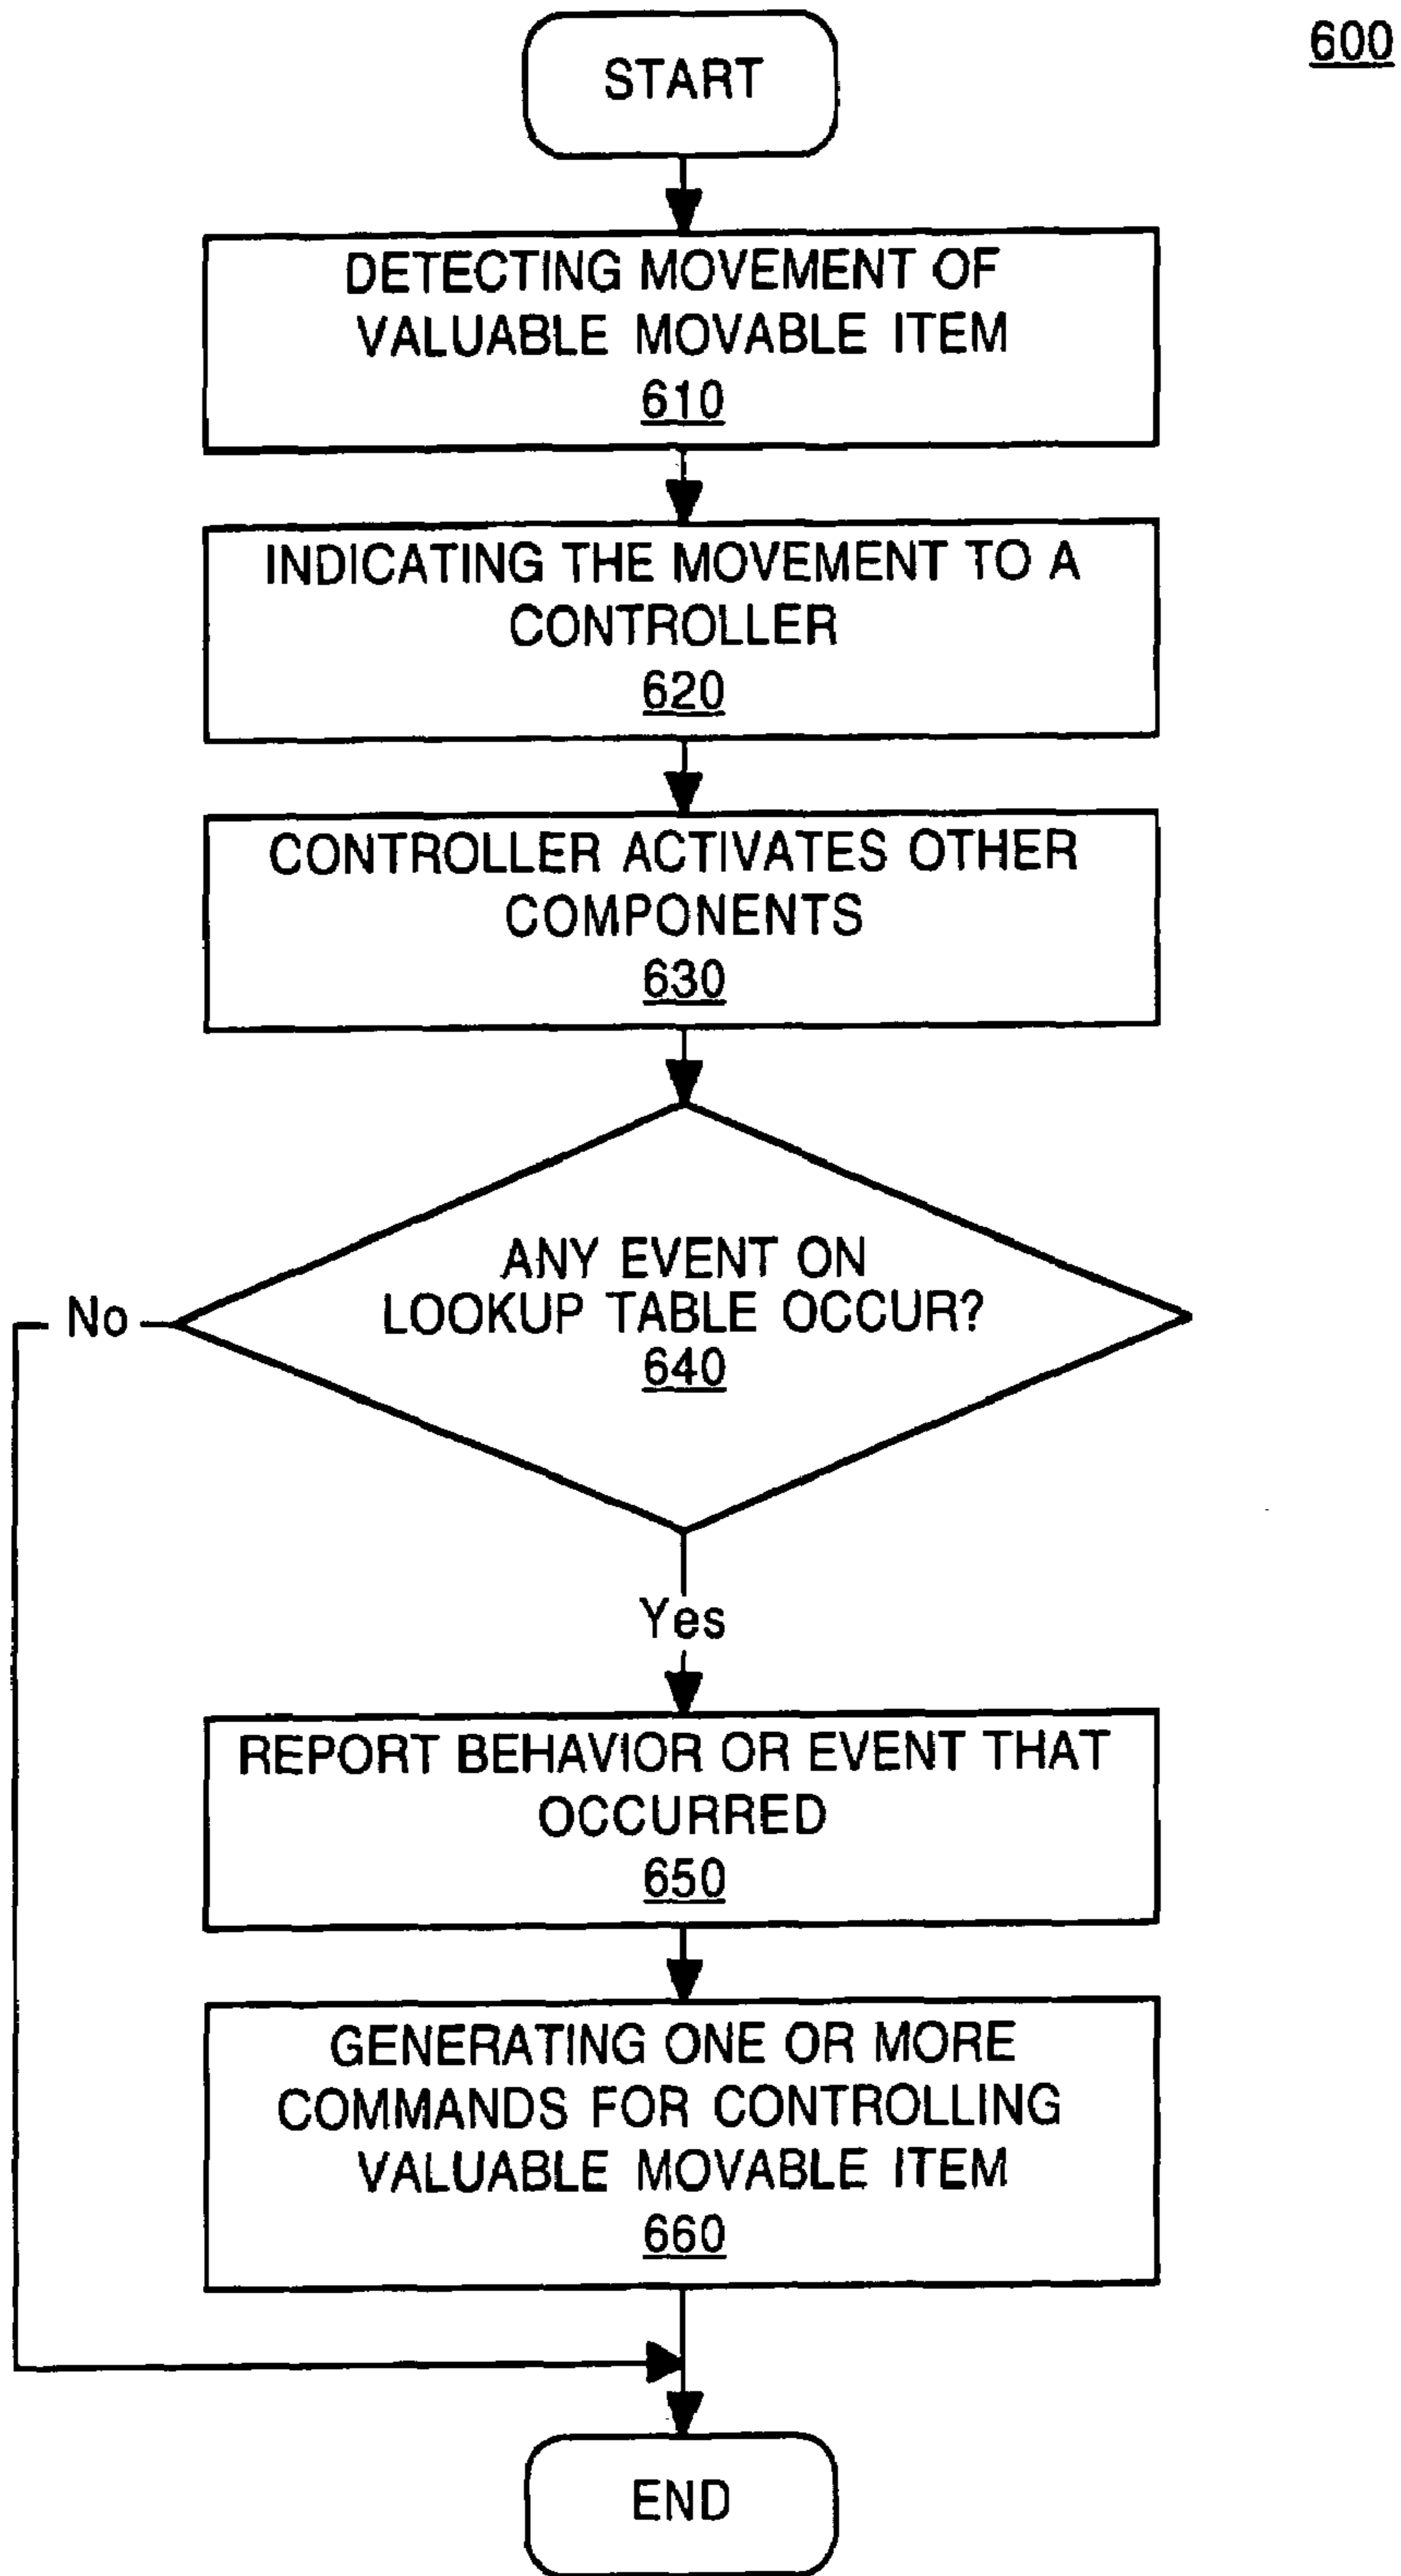 600
START
DETECTING MOVEMENT OF
VALUABLE MOVABLE ITEM
610
INDICATING THE MOVEMENT TO A
CONTROLLER
620
CONTROLLER ACTIVATES OTHER
COMPONENTS
630
ANY EVENT ON
LOOKUP TABLE OCCUR?
640
No
Yes
REPORT BEHAVIOR OR EVENT THAT
OCCURRED
650
GENERATING ONE OR MORE
COMMANDS FOR CONTROLLING
VALUABLE MOVABLE ITEM
660
END